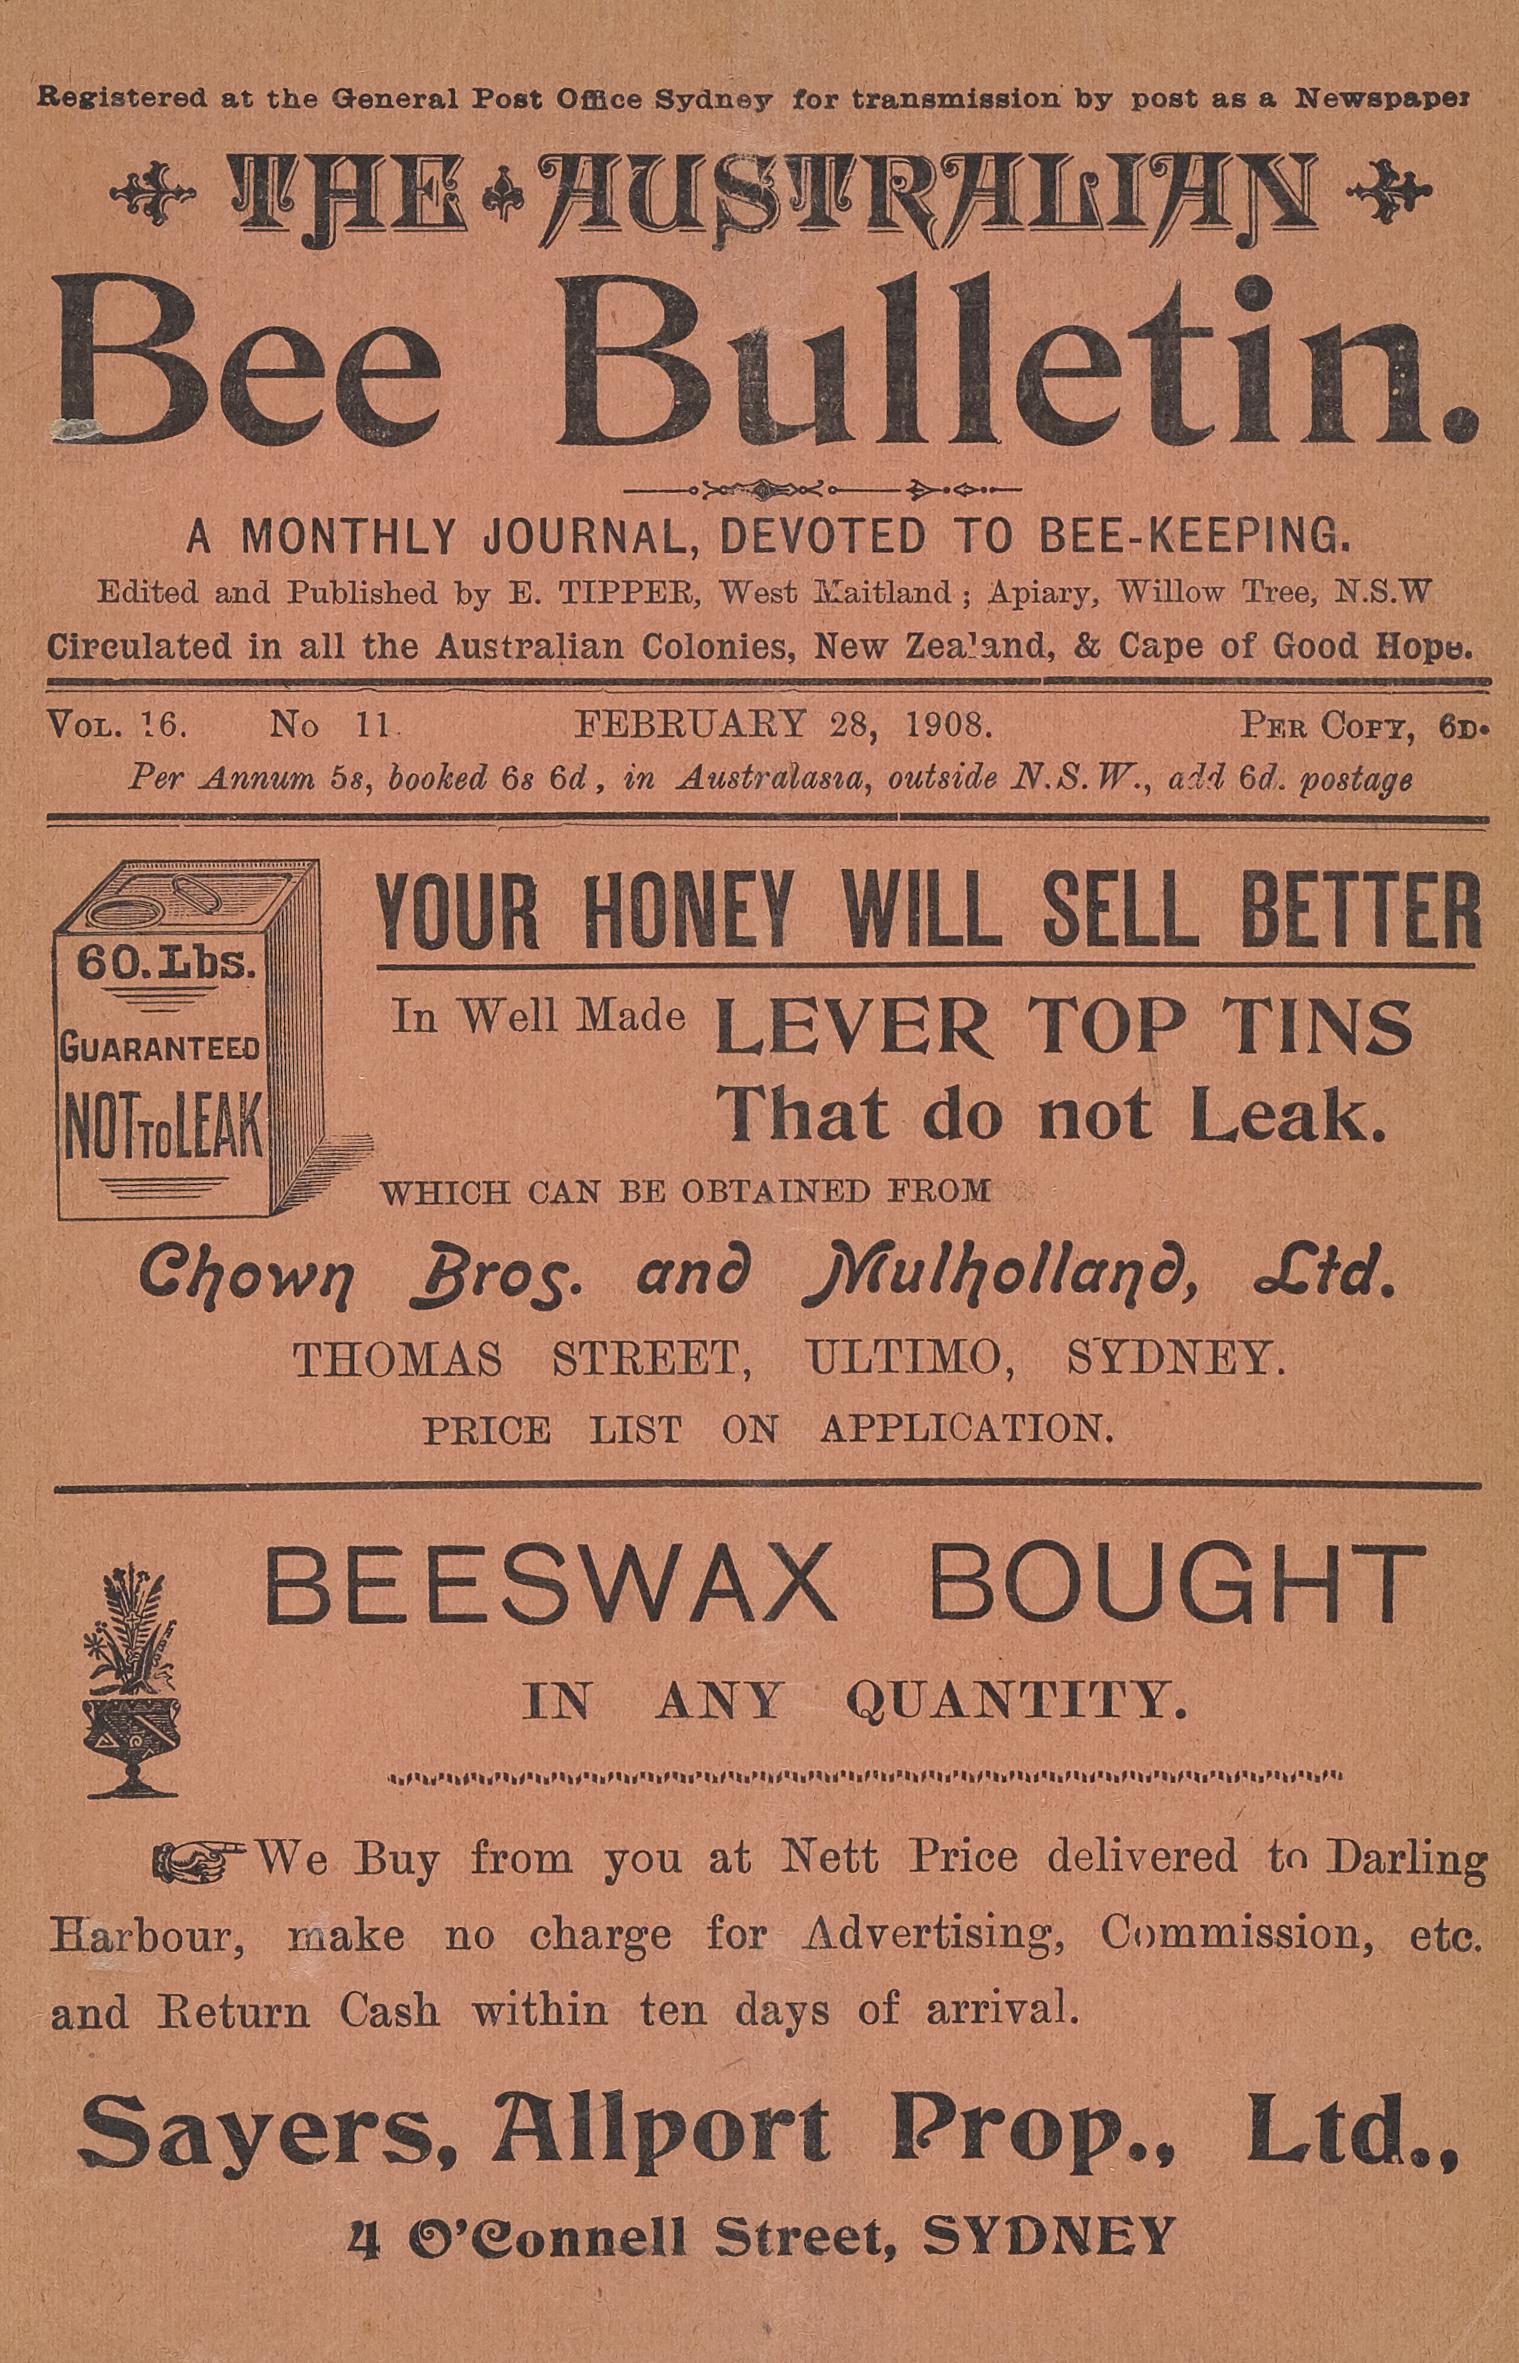 Registered at the General Post Office Sydney for transmission by post as a Newspaper
THE AUSTRALIAN
Bee Bulletin.
A MONTHLY JOURNAL, DEVOTED TO BEE-KEEPING.
Edited and Published by E. TIPPER, West Maitland ; Apiary, Willow Tree, N.S.W
Circulated in all the Australian Colonies, New Zealand, & Cape of Good Hope.
VOL. 16. No 11. FEBRUARY 28, 1908. PER COPY, 6D.
Per Annum 5s, booked 6s 6d, in Australasia, outside N.S.W., add 6d. postage
60.Lbs.
GUARANTEED
NOT TO LEAK
YOUR HONEY WILL SELL BETTER
In Well Made LEVER TOP TINS
That do not Leak.
WHICH CAN BE OBTAINED FROM
Chown Bros. and Mulholland, Ltd.
THOMAS STREET, ULTIMO, SYDNEY.
PRICE LIST ON APPLICATION.
BEESWAX BOUGHT
IN ANY QUANTITY.
We Buy from you at Nett Price delivered to Darling
Harbour, make no charge for Advertising, Commission, etc.
and Return Cash within ten days of arrival.
Sayers, Allport Prop., Ltd.,
4 O'Connell Street, SYDNEY